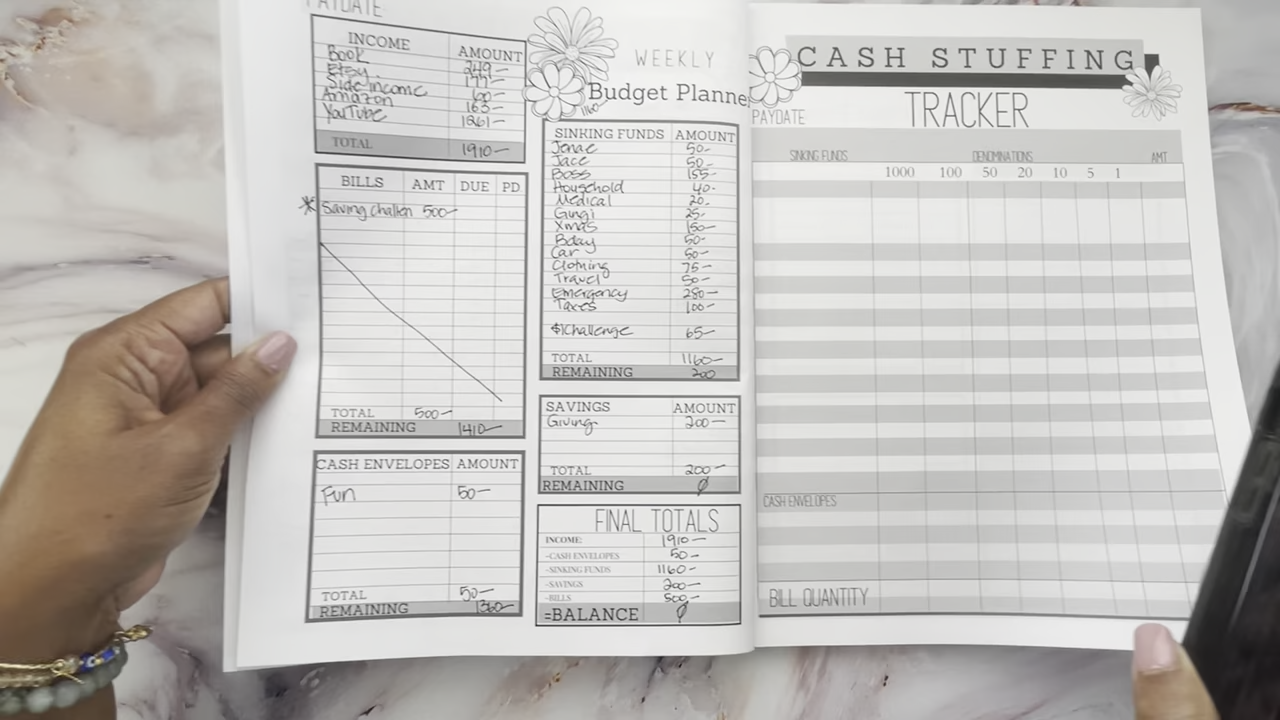 PAYDATE
INCOME AMOUNT
Book 249-
Etsy 177-
Side income 60-
Amazon 163-
YouTube 1261-
TOTAL 1910-
BILLS AMT DUE PD
* Saving challen 500-
TOTAL 500-
REMAINING 1410-
CASH ENVELOPES AMOUNT
Fun 50-
TOTAL 50-
REMAINING 1360-
WEEKLY
Budget Planne
1160
SINKING FUNDS AMOUNT
Jenae 50-
Jace 50-
Boss 155-
Household 40-
Medical 20-
Gingi 25-
Xmas 150-
Bday 50-
Car 50-
Clothing 75-
Travel 50-
Emergency 280-
Taxes 100-
$1 Challenge 65-
TOTAL 1160-
REMAINING 200
SAVINGS AMOUNT
Giving 200-
TOTAL 200-
REMAINING Ø
FINAL TOTALS
INCOME: 1910-
-CASH ENVELOPES 50-
-SINKING FUNDS 1160-
-SAVINGS 200-
-BILLS 500-
=BALANCE Ø
CASH STUFFING
TRACKER
PAYDATE
SINKING FUNDS DENOMINATIONS AMT
1000 100 50 20 10 5 1
CASH ENVELOPES
BILL QUANTITY